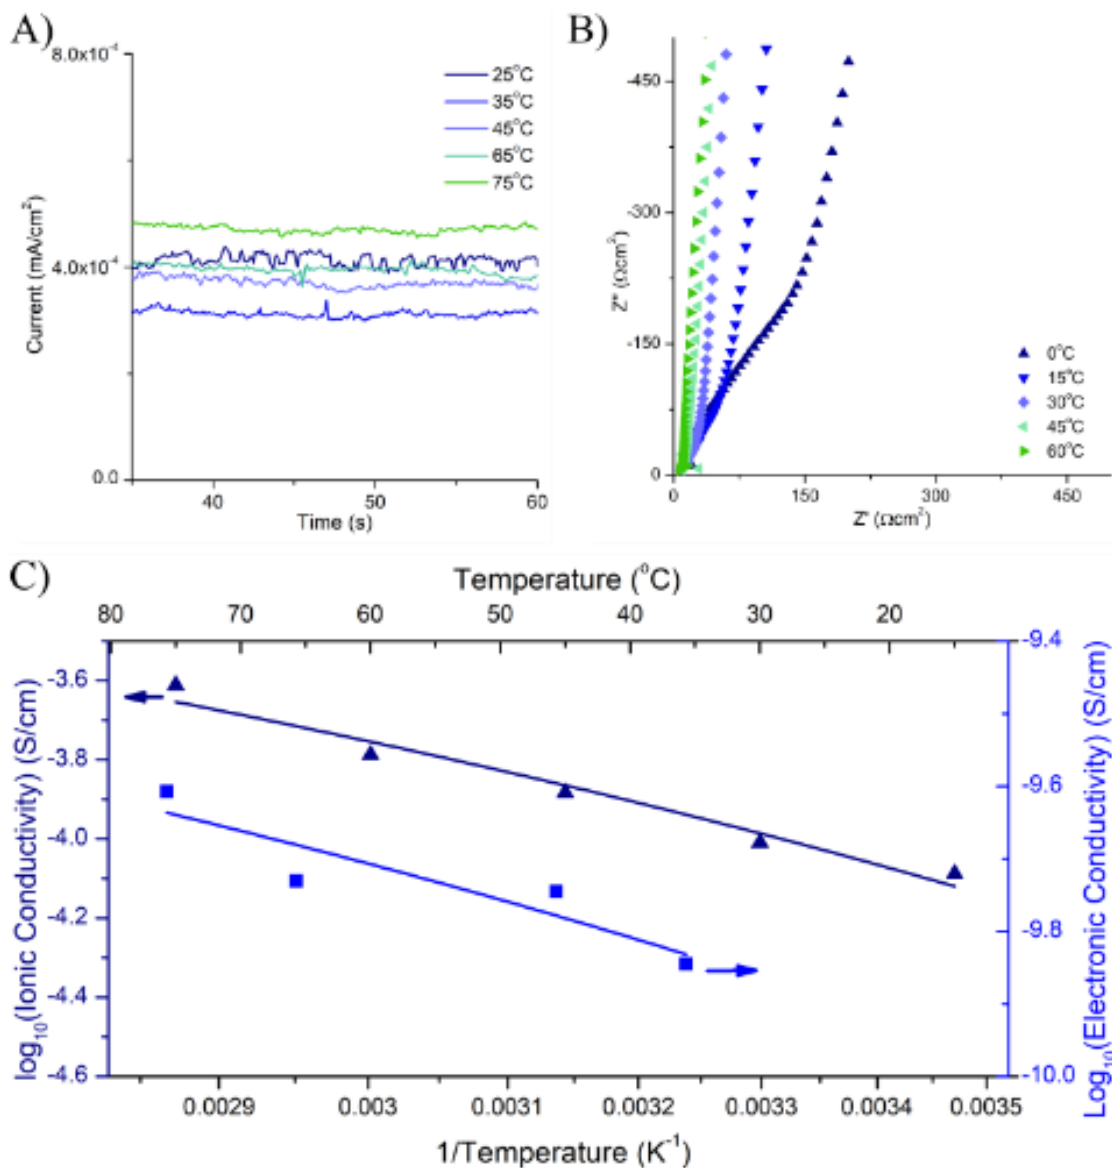 A)
8.0x10⁻⁴
4.0x10⁻⁴
0.0
Current (mA/cm²)
40 50 60
Time (s)
25°C
35°C
45°C
65°C
75°C
B)
-450
-300
-150
0
Z" (Ωcm²)
0 150 300 450
Z' (Ωcm²)
0°C
15°C
30°C
45°C
60°C
C)
Temperature (°C)
80 70 60 50 40 30 20
log₁₀(Ionic Conductivity) (S/cm)
-3.6
-3.8
-4.0
-4.2
-4.4
-4.6
-9.4
-9.6
-9.8
-10.0
Log₁₀(Electronic Conductivity) (S/cm)
0.0029 0.003 0.0031 0.0032 0.0033 0.0034 0.0035
1/Temperature (K⁻¹)